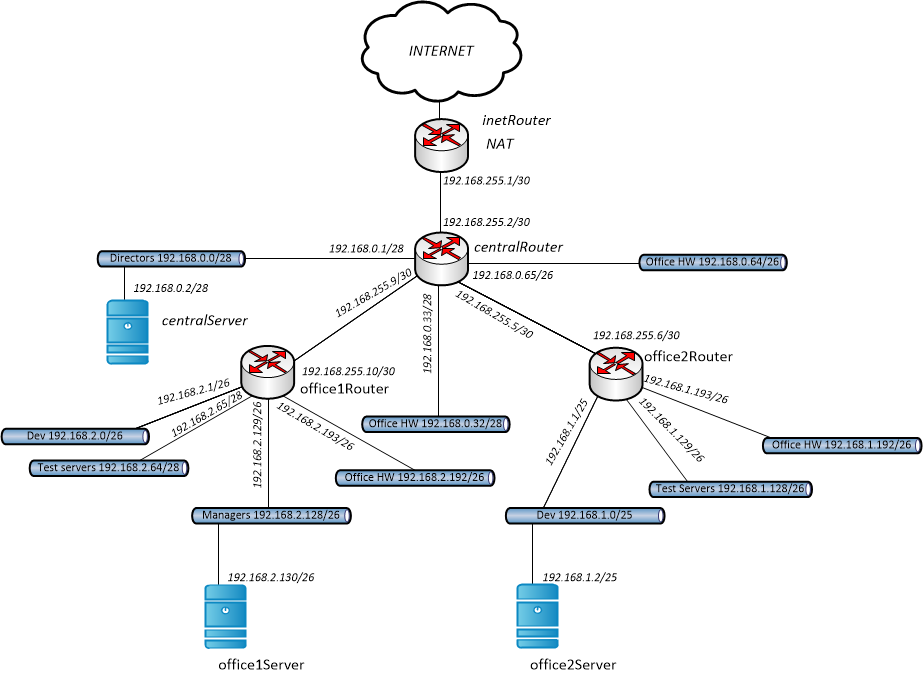 INTERNET
inetRouter
NAT
192.168.255.1/30
192.168.255.2/30
centralRouter
192.168.0.1/28
Directors 192.168.0.0/28
Office HW 192.168.0.64/26
192.168.0.65/26
192.168.0.2/28
centralServer
192.168.255.9/30
192.168.0.33/28
192.168.255.5/30
192.168.255.6/30
office2Router
192.168.255.10/30
office1Router
192.168.2.1/26
192.168.2.65/28
192.168.2.129/26
192.168.2.193/26
192.168.1.1/25
192.168.1.129/26
192.168.1.193/26
Office HW 192.168.0.32/28
Dev 192.168.2.0/26
Office HW 192.168.1.192/26
Test servers 192.168.2.64/28
Office HW 192.168.2.192/26
Test Servers 192.168.1.128/26
Managers 192.168.2.128/26
Dev 192.168.1.0/25
192.168.2.130/26
192.168.1.2/25
office1Server
office2Server